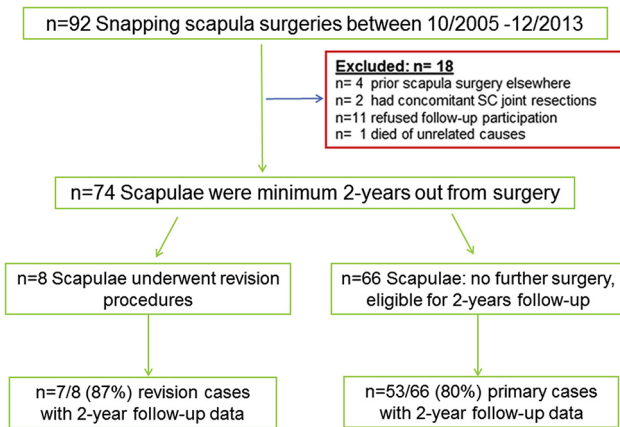 n=92 Snapping scapula surgeries between 10/2005 -12/2013
Excluded: n= 18
n= 4 prior scapula surgery elsewhere
n= 2 had concomitant SC joint resections
n=11 refused follow-up participation
n= 1 died of unrelated causes
n=74 Scapulae were minimum 2-years out from surgery
n=8 Scapulae underwent revision
procedures
n=66 Scapulae: no further surgery,
eligible for 2-years follow-up
n=7/8 (87%) revision cases
with 2-year follow-up data
n=53/66 (80%) primary cases
with 2-year follow-up data